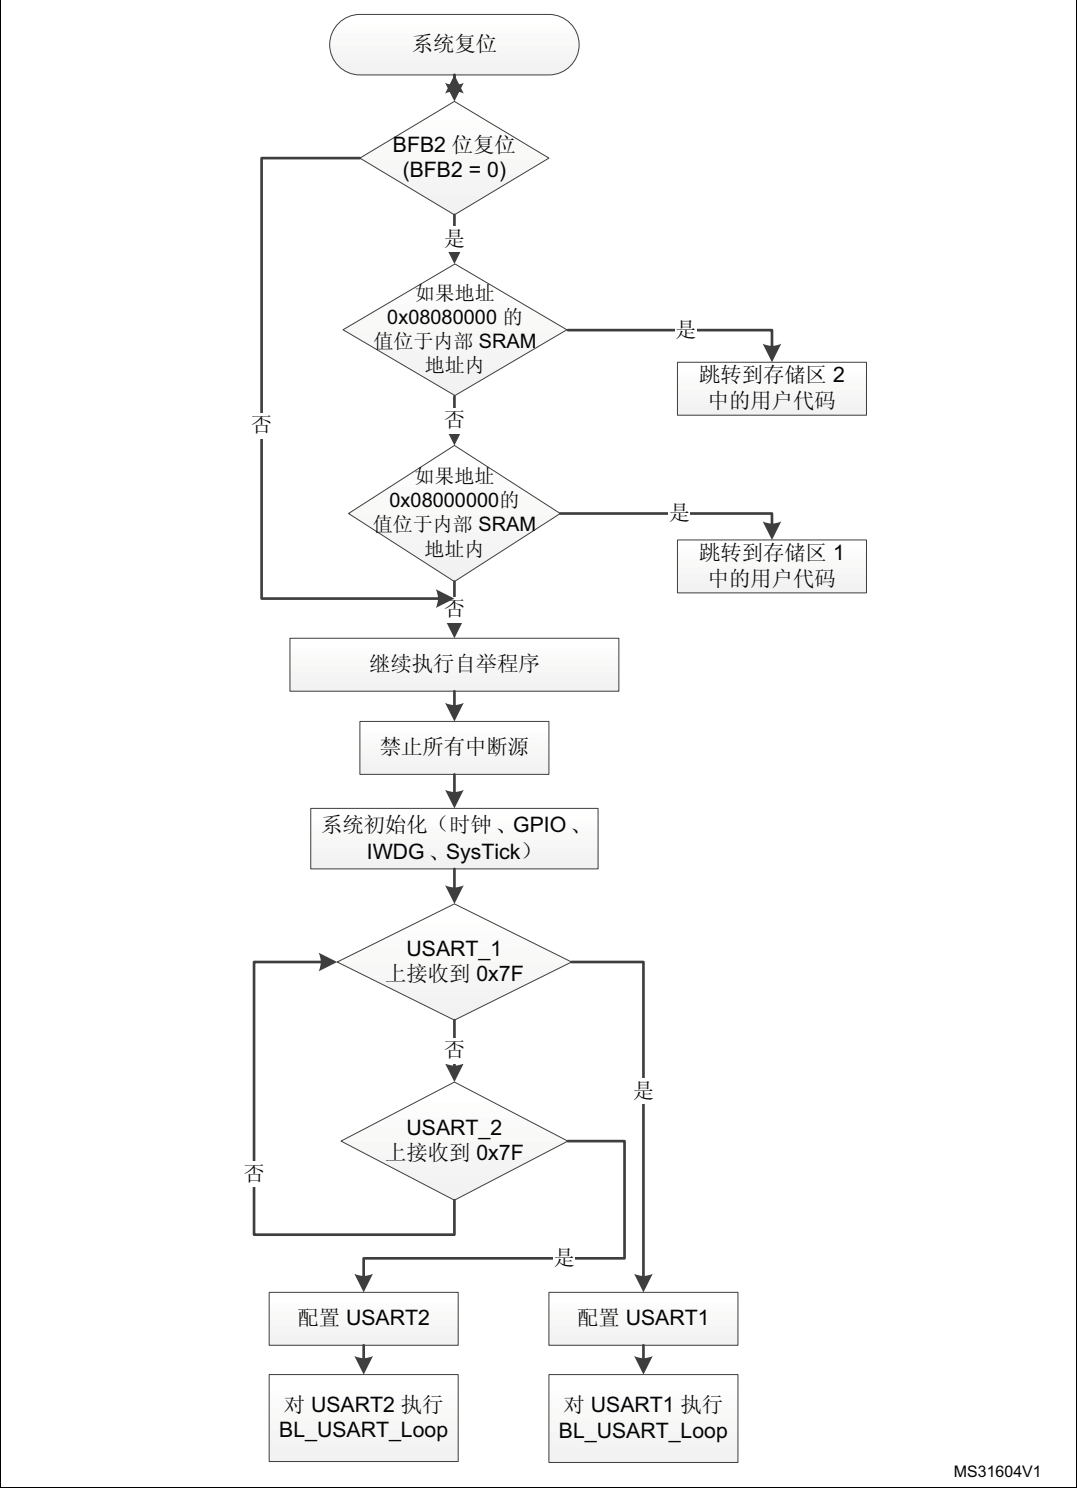 系统复位
BFB2 位复位
(BFB2 = 0)
是
如果地址
0x08080000 的
值位于内部 SRAM
地址内
是
跳转到存储区 2
中的用户代码
否
否
如果地址
0x08000000的
值位于内部 SRAM
地址内
是
跳转到存储区 1
中的用户代码
否
继续执行自举程序
禁止所有中断源
系统初始化（时钟、GPIO、
IWDG、SysTick）
USART_1
上接收到 0x7F
否
是
USART_2
上接收到 0x7F
否
是
配置 USART2
配置 USART1
对 USART2 执行
BL_USART_Loop
对 USART1 执行
BL_USART_Loop
MS31604V1